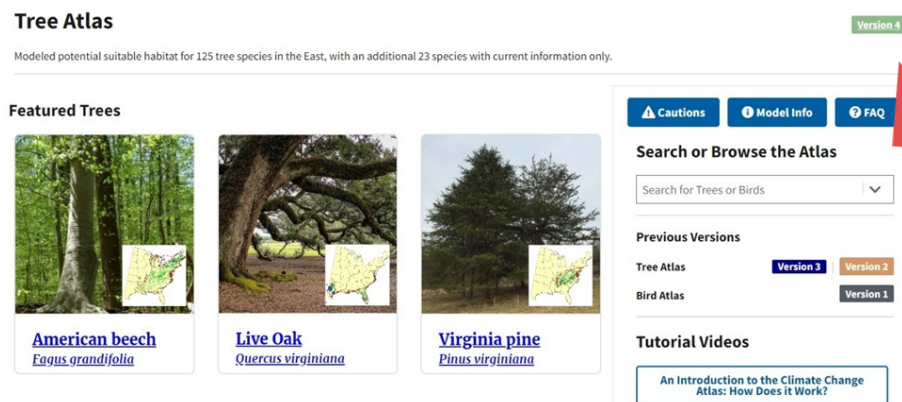 Tree Atlas
Version 4
Modeled potential suitable habitat for 125 tree species in the East, with an additional 23 species with current information only.
Featured Trees
American beech
Fagus grandifolia
Live Oak
Quercus virginiana
Virginia pine
Pinus virginiana
Cautions
Model Info
FAQ
Search or Browse the Atlas
Search for Trees or Birds
Previous Versions
Tree Atlas Version 3 Version 2
Bird Atlas Version 1
Tutorial Videos
An Introduction to the Climate Change
Atlas: How Does it Work?